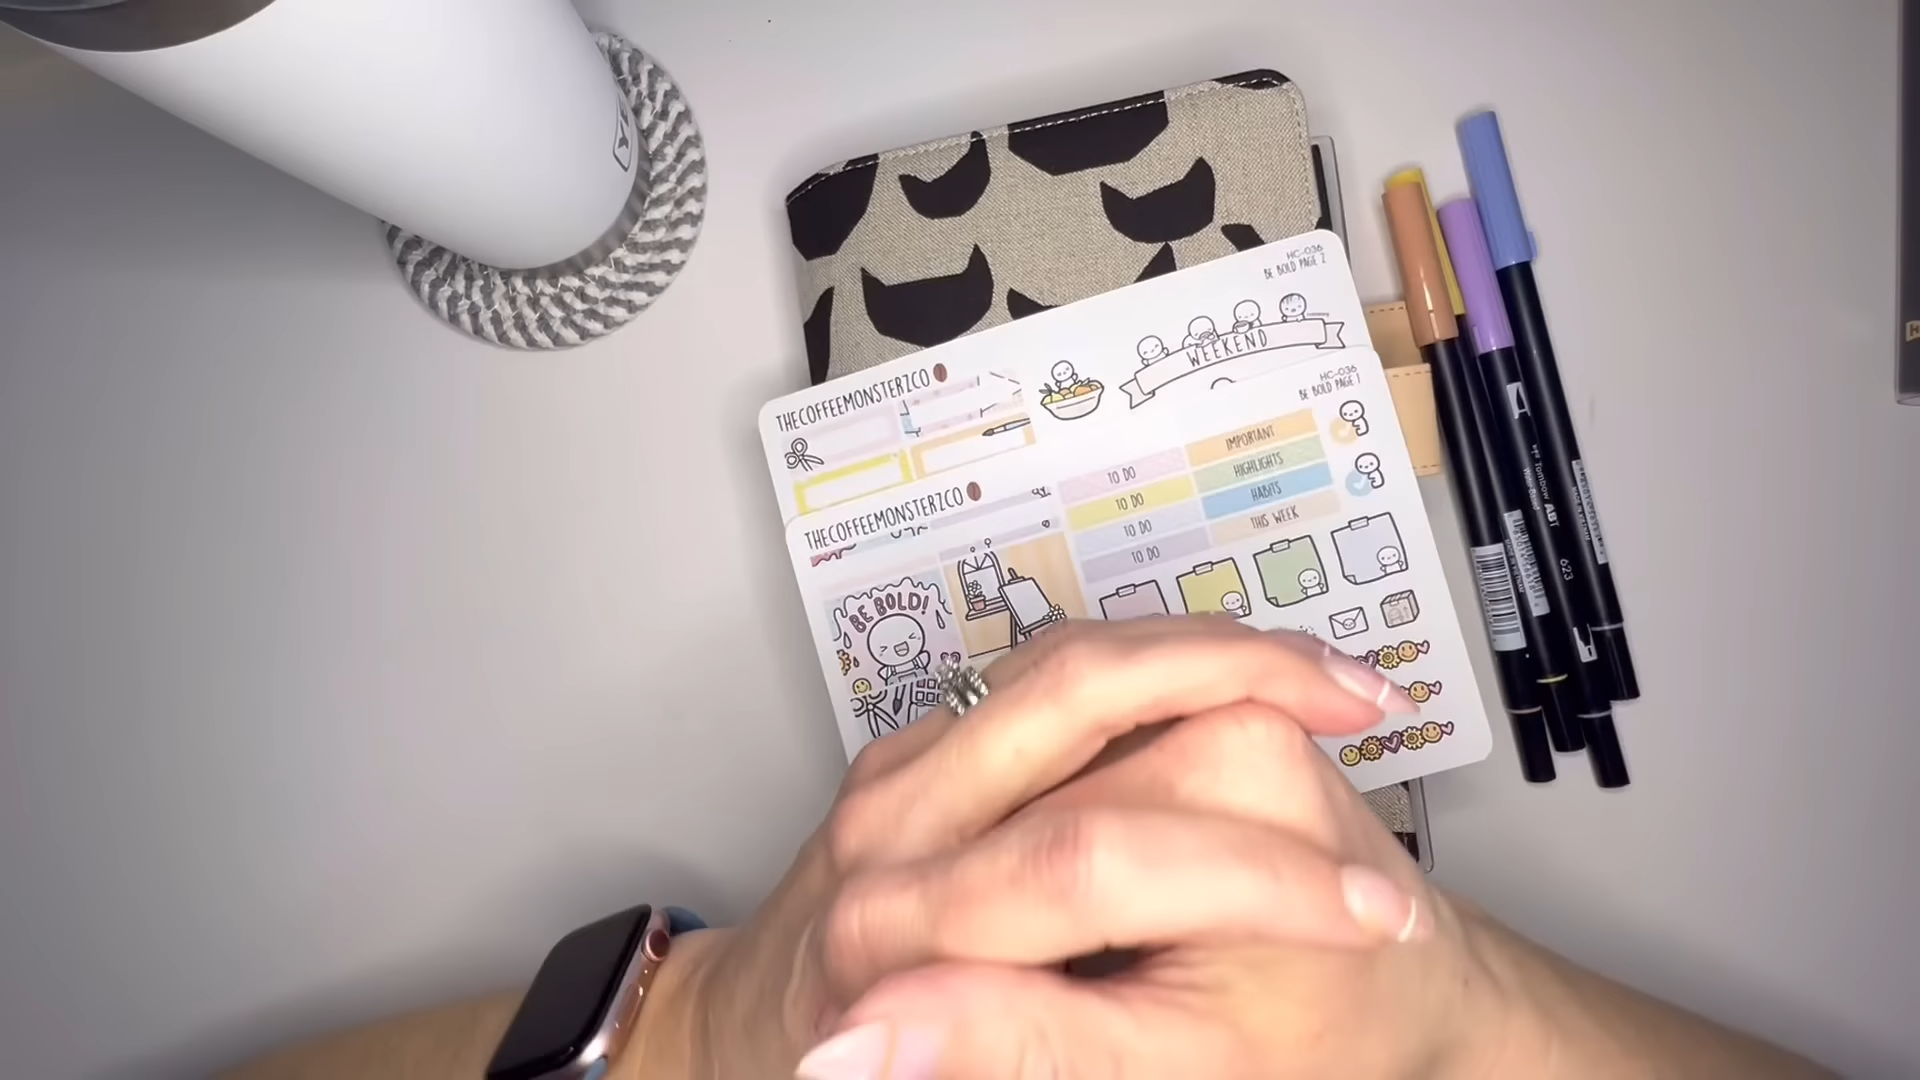 HC-036
BE BOLD PAGE 2
WEEKEND
THECOFFEEMONSTERZCO
HC-036
BE BOLD PAGE 1
IMPORTANT
TO DO
HIGHLIGHTS
TO DO
HABITS
TO DO
THIS WEEK
TO DO
THECOFFEEMONSTERZCO
BE BOLD!
Tombow ABT
623